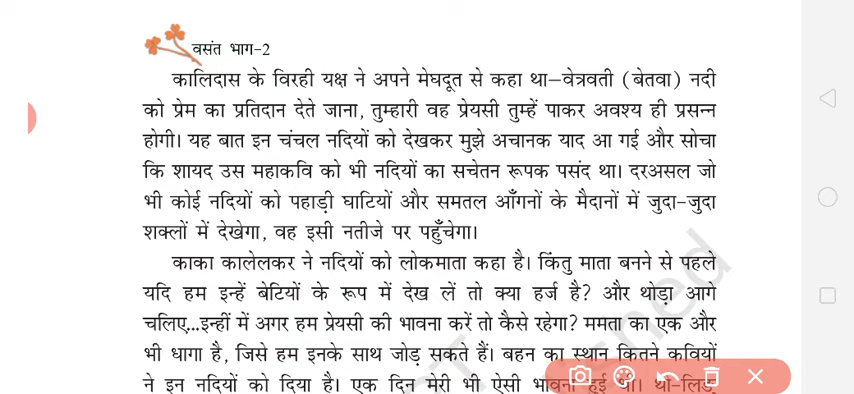 वसंत भाग-2
कालिदास के विरही यक्ष ने अपने मेघदूत से कहा था—वेत्रवती (बेतवा) नदी
को प्रेम का प्रतिदान देते जाना, तुम्हारी वह प्रेयसी तुम्हें पाकर अवश्य ही प्रसन्न
होगी। यह बात इन चंचल नदियों को देखकर मुझे अचानक याद आ गई और सोचा
कि शायद उस महाकवि को भी नदियों का सचेतन रूपक पसंद था। दरअसल जो
भी कोई नदियों को पहाड़ी घाटियों और समतल आँगनों के मैदानों में जुदा-जुदा
शक्लों में देखेगा, वह इसी नतीजे पर पहुँचेगा।
काका कालेलकर ने नदियों को लोकमाता कहा है। किंतु माता बनने से पहले
यदि हम इन्हें बेटियों के रूप में देख लें तो क्या हर्ज है? और थोड़ा आगे
चलिए...इन्हीं में अगर हम प्रेयसी की भावना करें तो कैसे रहेगा? ममता का एक और
भी धागा है, जिसे हम इनके साथ जोड़ सकते हैं। बहन का स्थान कितने कवियों
ने इन नदियों को दिया है। एक दिन मेरी भी ऐसी